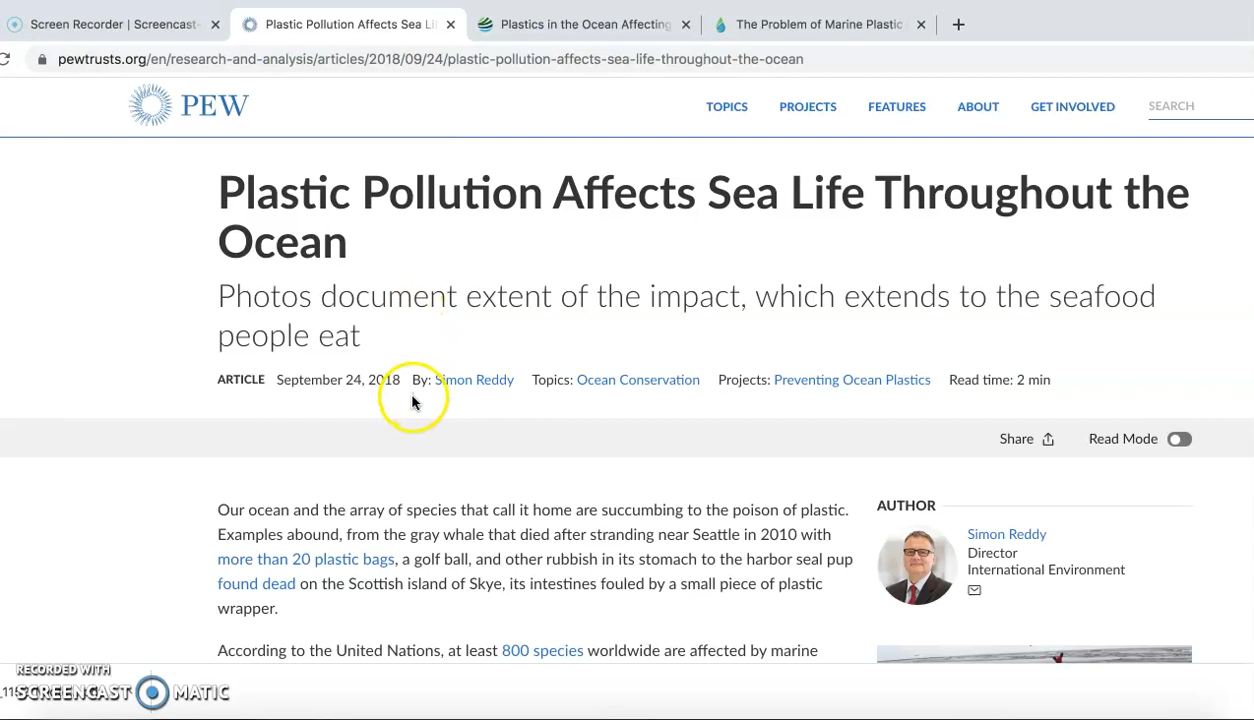 Screen Recorder | Screencast-
Plastic Pollution Affects Sea Li
Plastics in the Ocean Affecting
The Problem of Marine Plastic
pewtrusts.org/en/research-and-analysis/articles/2018/09/24/plastic-pollution-affects-sea-life-throughout-the-ocean
PEW
TOPICS PROJECTS FEATURES ABOUT GET INVOLVED SEARCH
Plastic Pollution Affects Sea Life Throughout the
Ocean
Photos document extent of the impact, which extends to the seafood
people eat
ARTICLE September 24, 2018 By: Simon Reddy Topics: Ocean Conservation Projects: Preventing Ocean Plastics Read time: 2 min
Share Read Mode
Our ocean and the array of species that call it home are succumbing to the poison of plastic.
Examples abound, from the gray whale that died after stranding near Seattle in 2010 with
more than 20 plastic bags, a golf ball, and other rubbish in its stomach to the harbor seal pup
found dead on the Scottish island of Skye, its intestines fouled by a small piece of plastic
wrapper.
According to the United Nations, at least 800 species worldwide are affected by marine
AUTHOR
Simon Reddy
Director
International Environment
RECORDED WITH
SCREENCAST MATIC